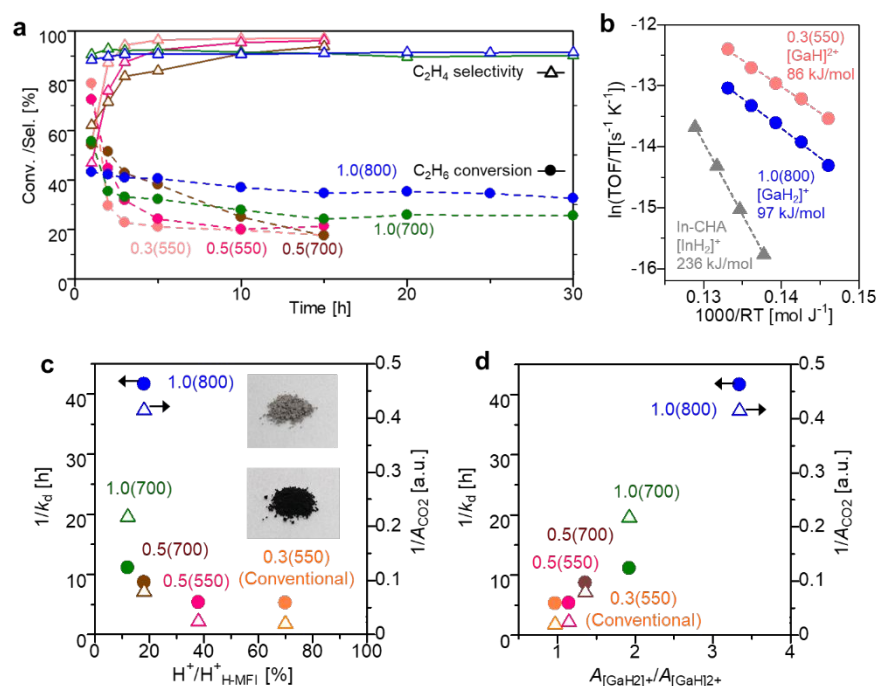 a
Conv. /Sel. [%]
100
80
60
40
20
0
C2H4 selectivity
C2H6 conversion
1.0(800)
1.0(700)
0.3(550)
0.5(550)
0.5(700)
0
10
20
30
Time [h]
b
ln(TOF/T[s-1 K-1])
-12
-13
-14
-15
-16
0.3(550)
[GaH]2+
86 kJ/mol
1.0(800)
[GaH2]+
97 kJ/mol
In-CHA
[InH2]+
236 kJ/mol
0.13
0.14
0.15
1000/RT [mol J-1]
c
1/kd [h]
40
30
20
10
0
1.0(800)
1.0(700)
0.5(700)
0.5(550)
0.3(550)
(Conventional)
0.5
0.4
0.3
0.2
0.1
0
1/ACO2 [a.u.]
0
20
40
60
80
100
H+/H+H-MFI [%]
d
1/kd [h]
40
30
20
10
0
1.0(800)
1.0(700)
0.5(700)
0.5(550)
0.3(550)
(Conventional)
0.5
0.4
0.3
0.2
0.1
0
1/ACO2 [a.u.]
1
2
3
4
A[GaH2]+/A[GaH]2+